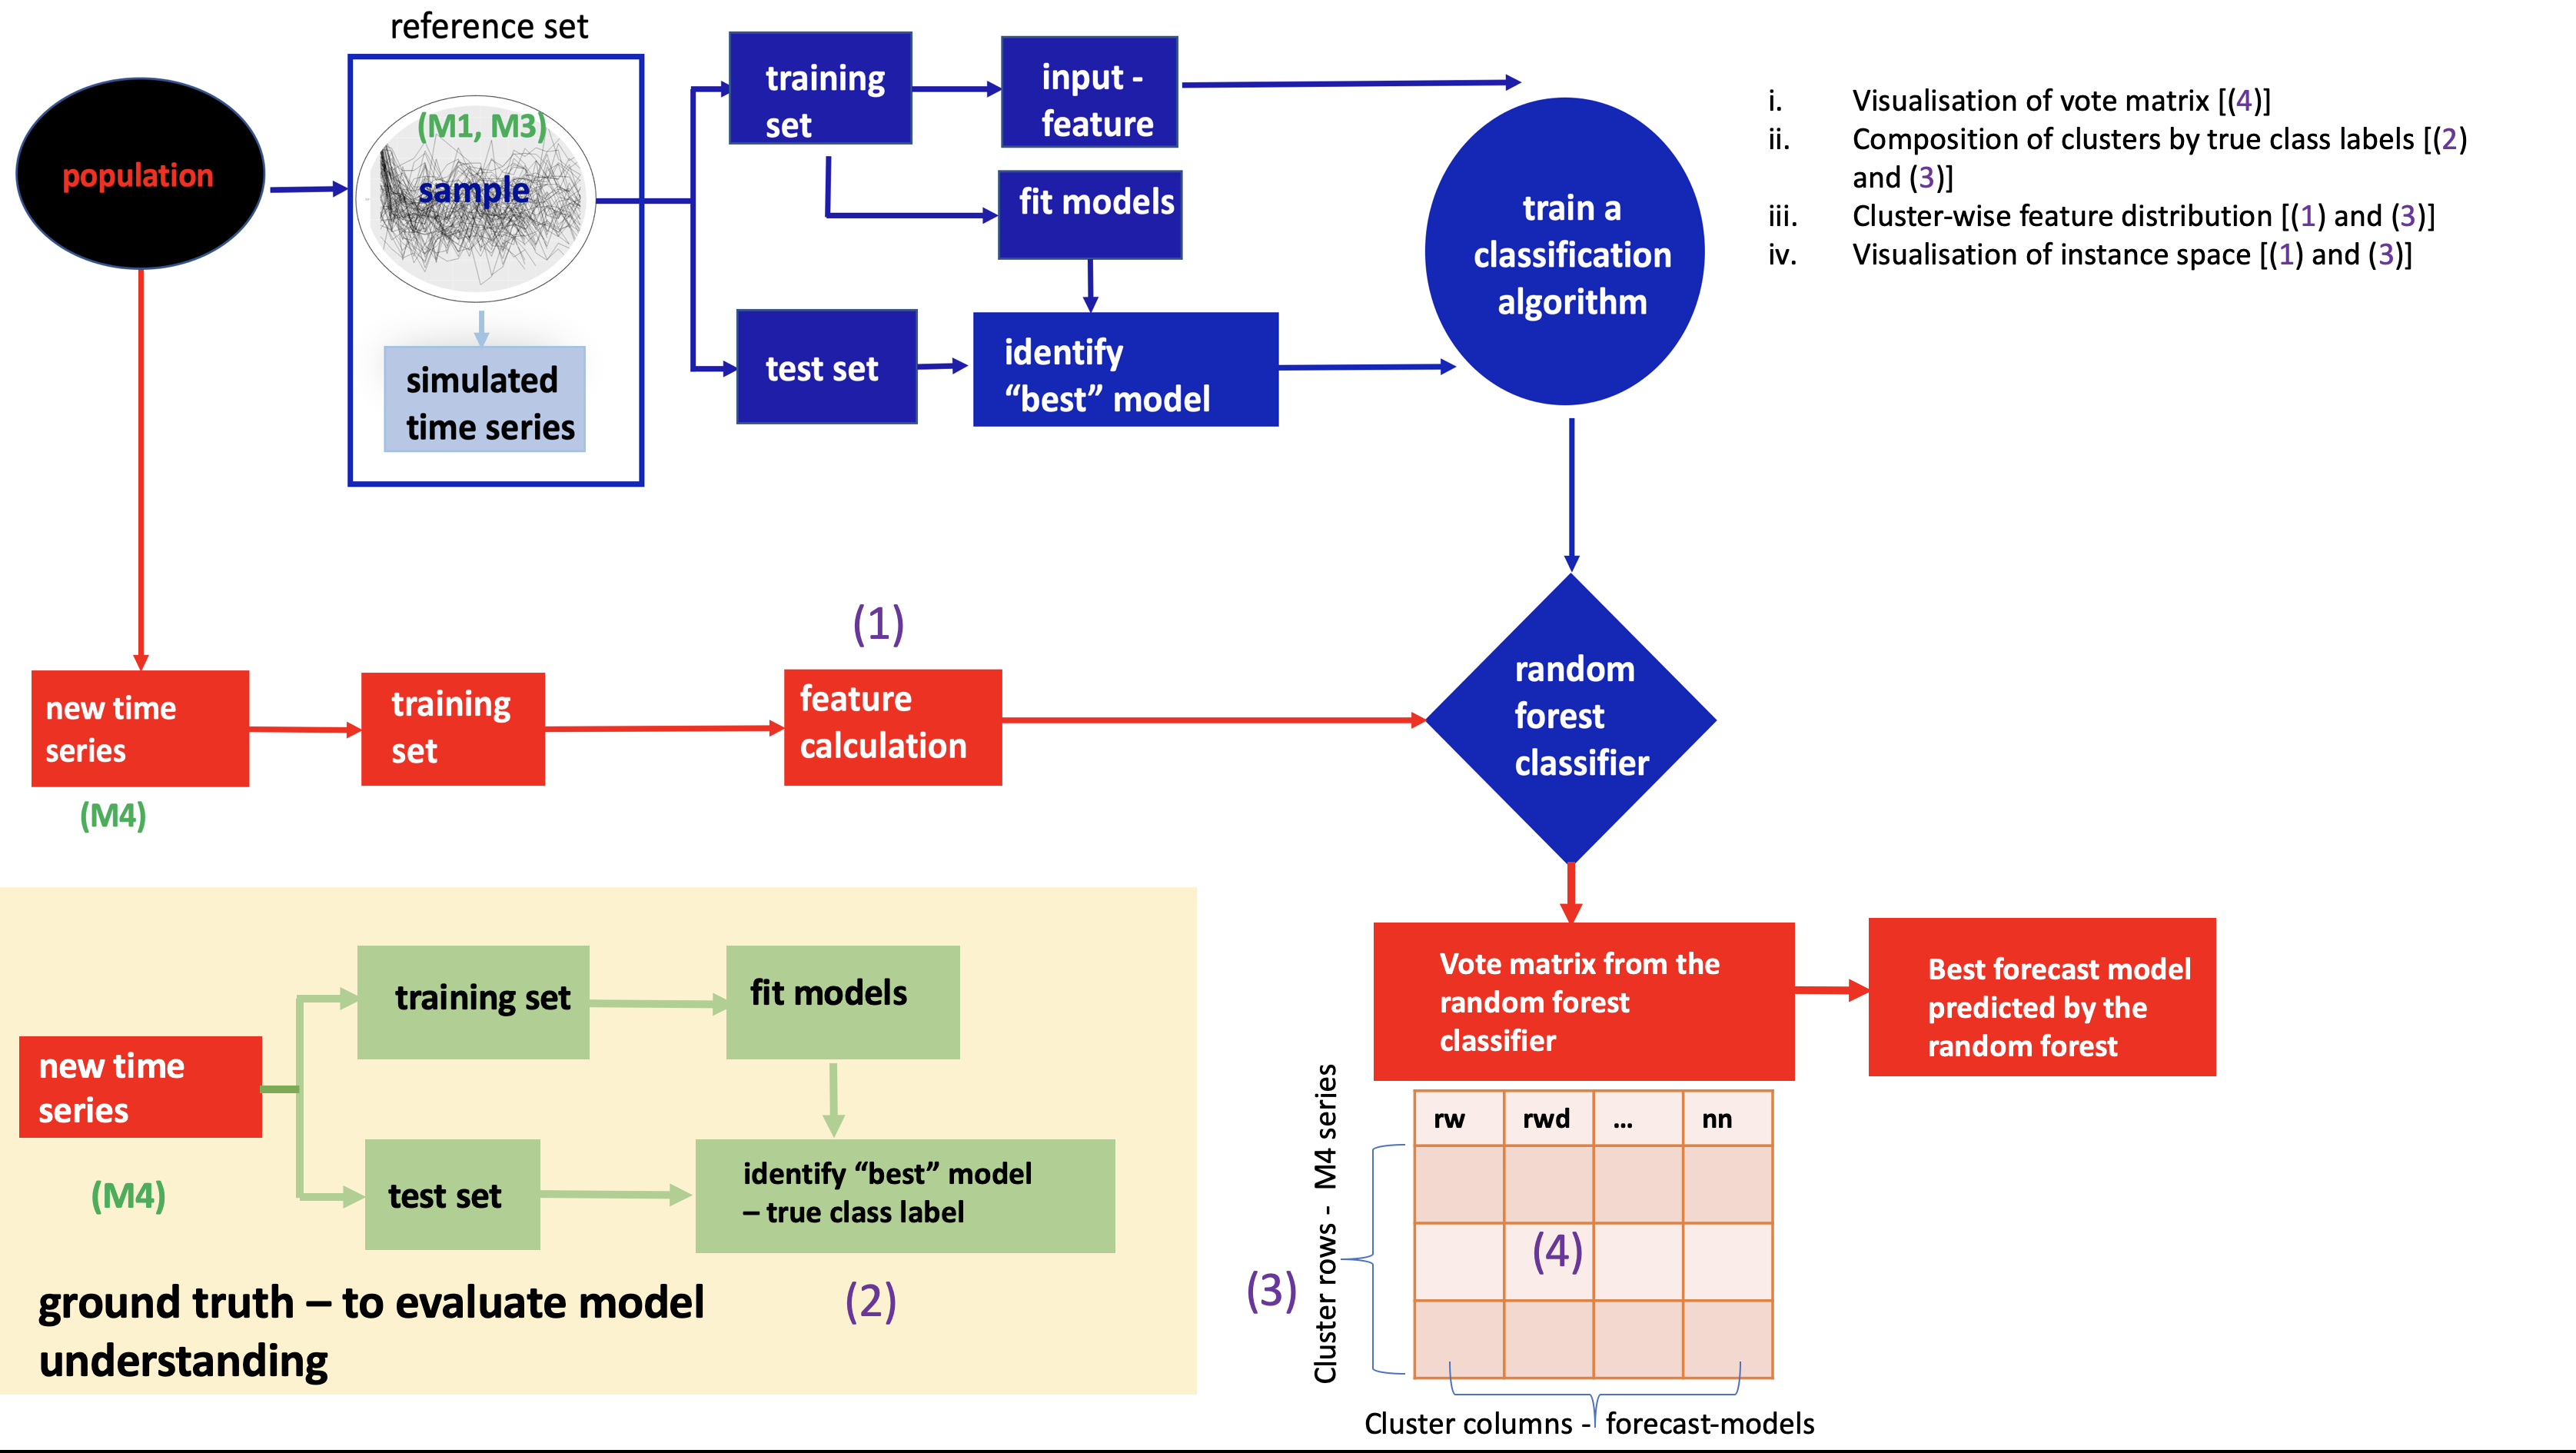 reference set
population
(M1, M3)
sample
simulated
time series
training
set
input -
feature
fit models
test set
identify
“best” model
train a
classification
algorithm
i. Visualisation of vote matrix [(4)]
ii. Composition of clusters by true class labels [(2)
and (3)]
iii. Cluster-wise feature distribution [(1) and (3)]
iv. Visualisation of instance space [(1) and (3)]
(1)
new time
series
(M4)
training
set
feature
calculation
random
forest
classifier
Vote matrix from the
random forest
classifier
Best forecast model
predicted by the
random forest
new time
series
(M4)
training set
fit models
test set
identify “best” model
– true class label
ground truth – to evaluate model
understanding
(2)
(3)
Cluster rows - M4 series
rw rwd ... nn
(4)
Cluster columns - forecast-models